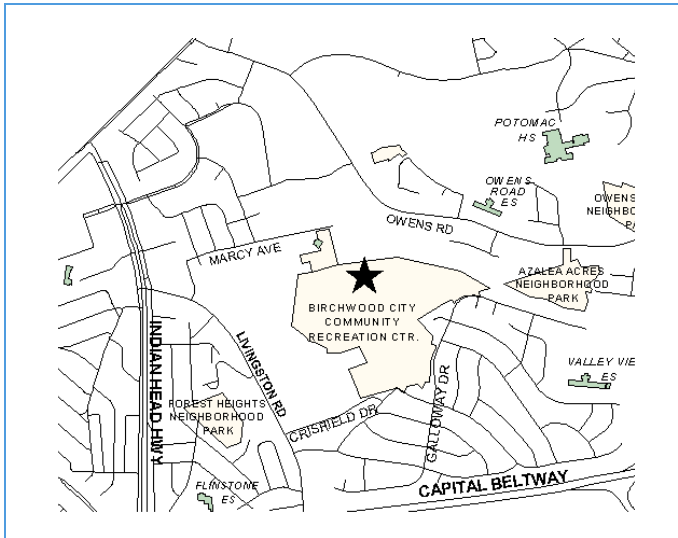 POTOMAC
HS
OWENS
ROAD
ES
OWENS
NEIGHBO
PA
OWENS RD
MARCY AVE
AZALEA ACRES
NEIGHBORHOOD
PARK
BIRCHWOOD CITY
COMMUNITY
RECREATION CTR.
INDIAN HEAD HWY
LIVINGSTON RD
VALLEY VIE
ES
GALLOWAY DR
FOREST HEIGHTS
NEIGHBORHOOD
PARK
CRISFIELD DR
FLINSTONE
ES
CAPITAL BELTWAY